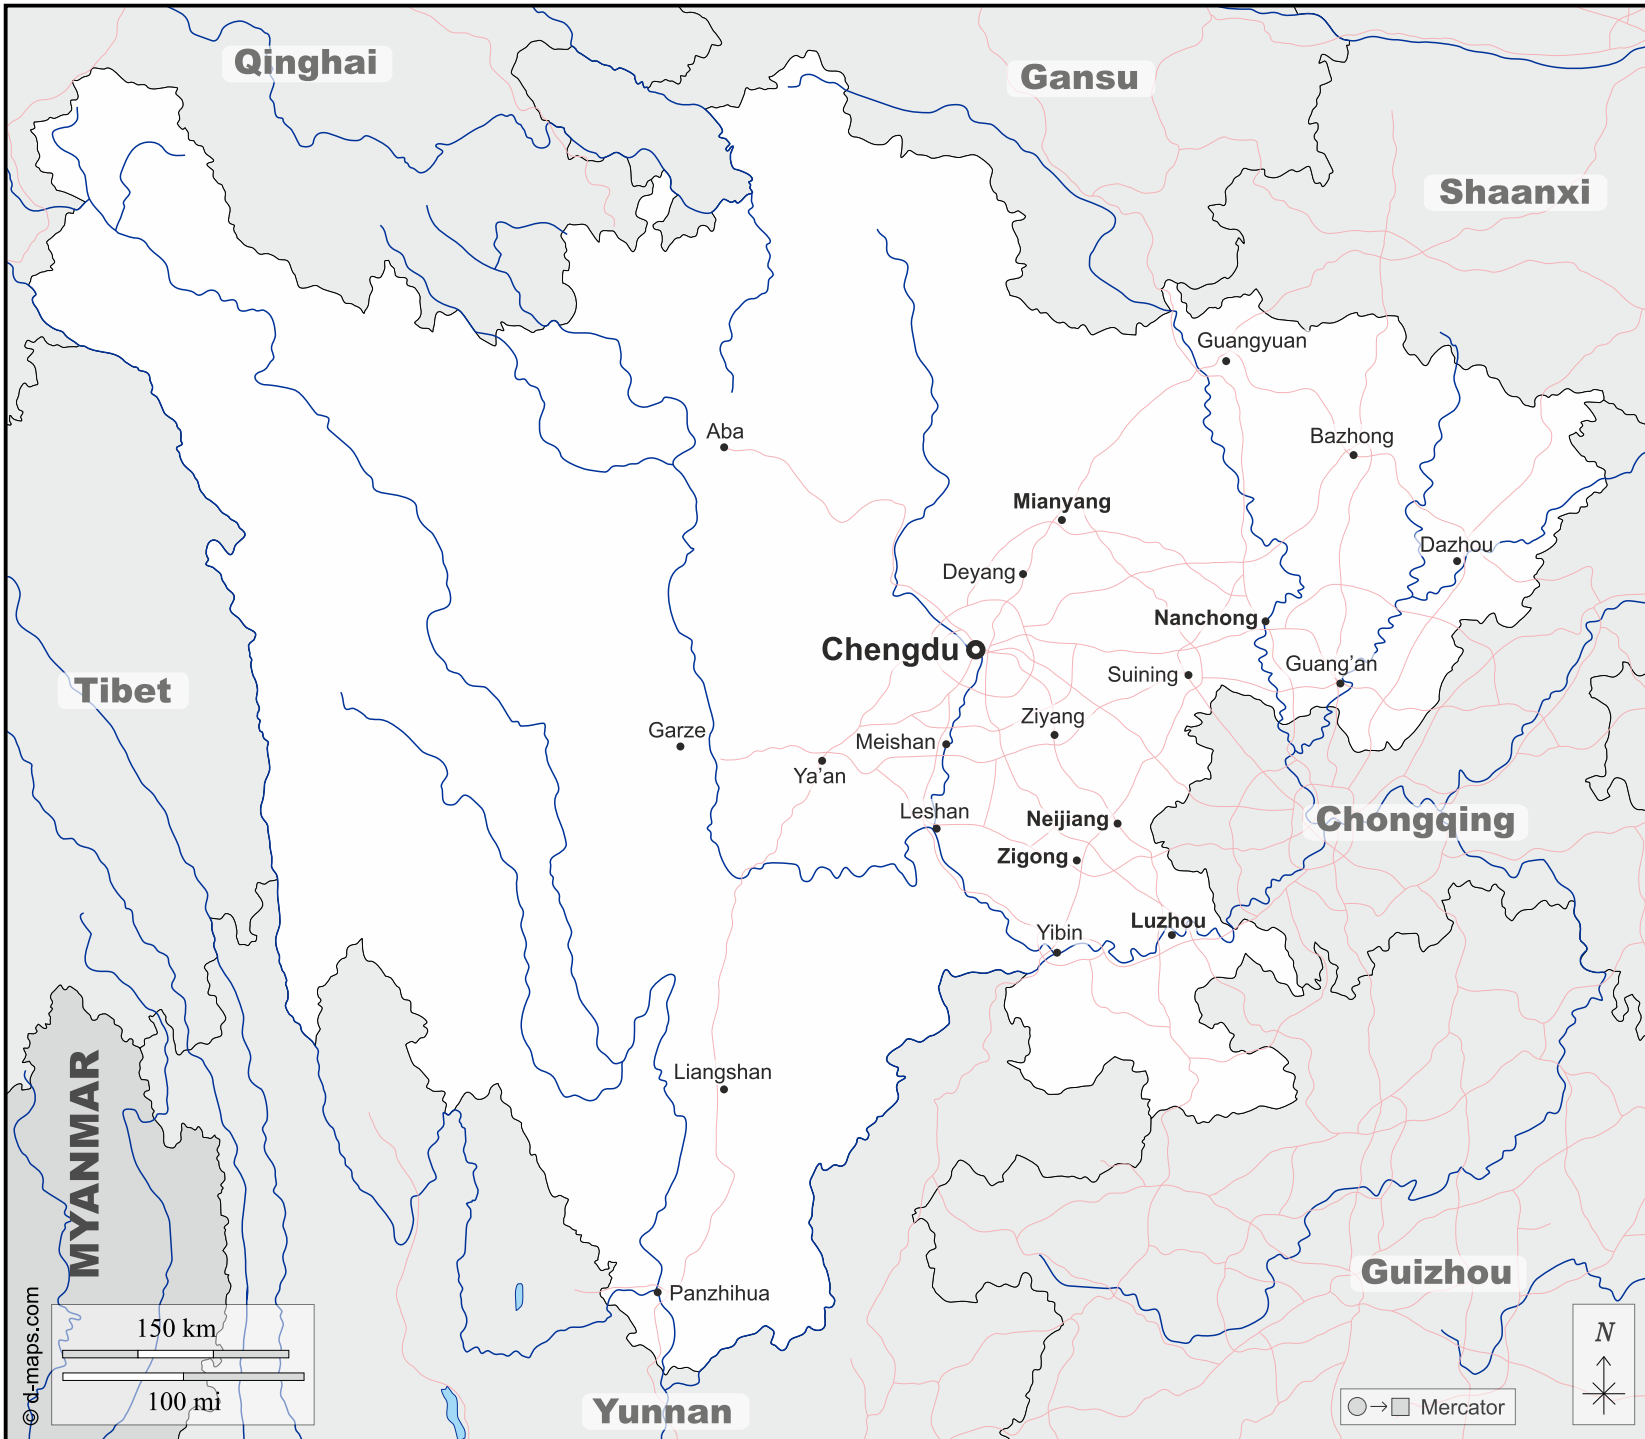 Qinghai
Gansu
Shaanxi
Guangyuan
Aba
Bazhong
Mianyang
Dazhou
Deyang
Nanchong
Chengdu
Guang'an
Suining
Tibet
Ziyang
Garze
Meishan
Ya'an
Leshan
Neijiang
Chongqing
Zigong
Luzhou
Yibin
Liangshan
MYANMAR
Guizhou
Panzhihua
© d-maps.com
150 km
100 mi
N
Yunnan
Mercator